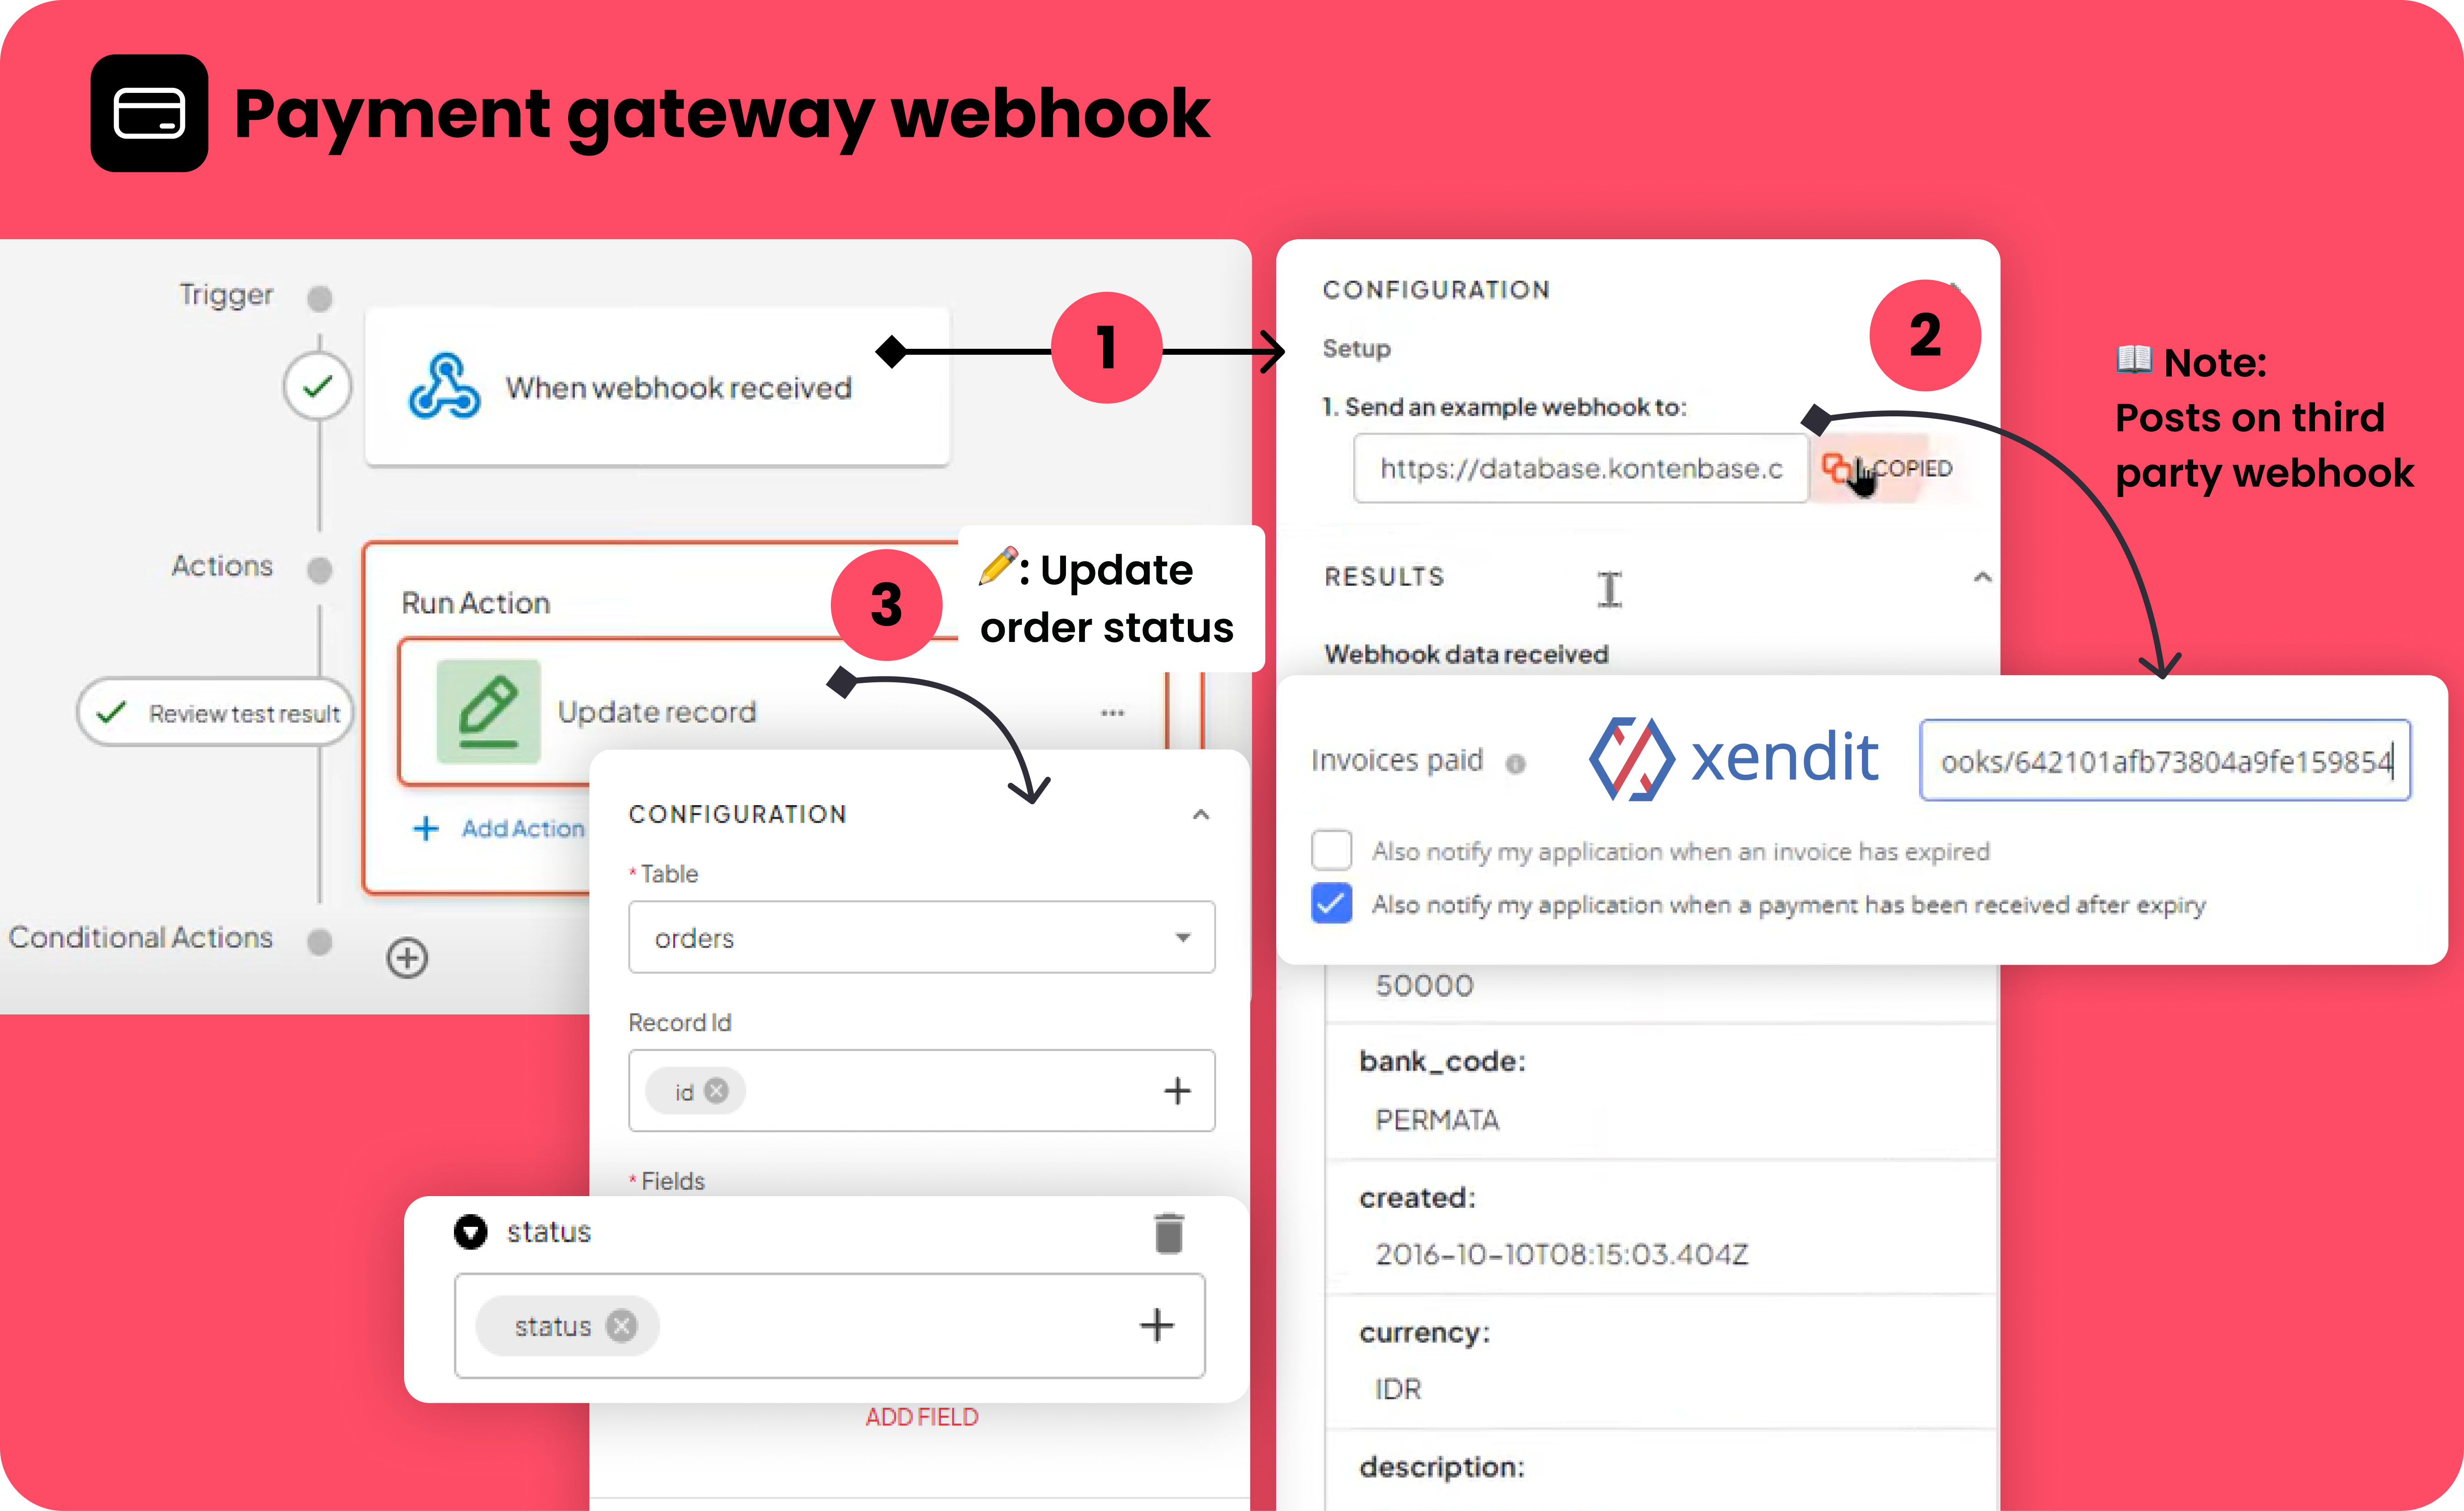 Payment gateway webhook
Trigger
When webhook received
1
Actions
Run Action
3
✏️: Update
order status
Review test result
Update record
...
+ Add Action
Conditional Actions
CONFIGURATION
* Table
orders
Record Id
id
* Fields
status
status
ADD FIELD
CONFIGURATION
2
Setup
1. Send an example webhook to:
https://database.kontenbase.c
COPIED
📖 Note:
Posts on third
party webhook
RESULTS
Webhook data received
Invoices paid
xendit
ooks/642101afb73804a9fe159854
Also notify my application when an invoice has expired
Also notify my application when a payment has been received after expiry
50000
bank_code:
PERMATA
created:
2016-10-10T08:15:03.404Z
currency:
IDR
description: